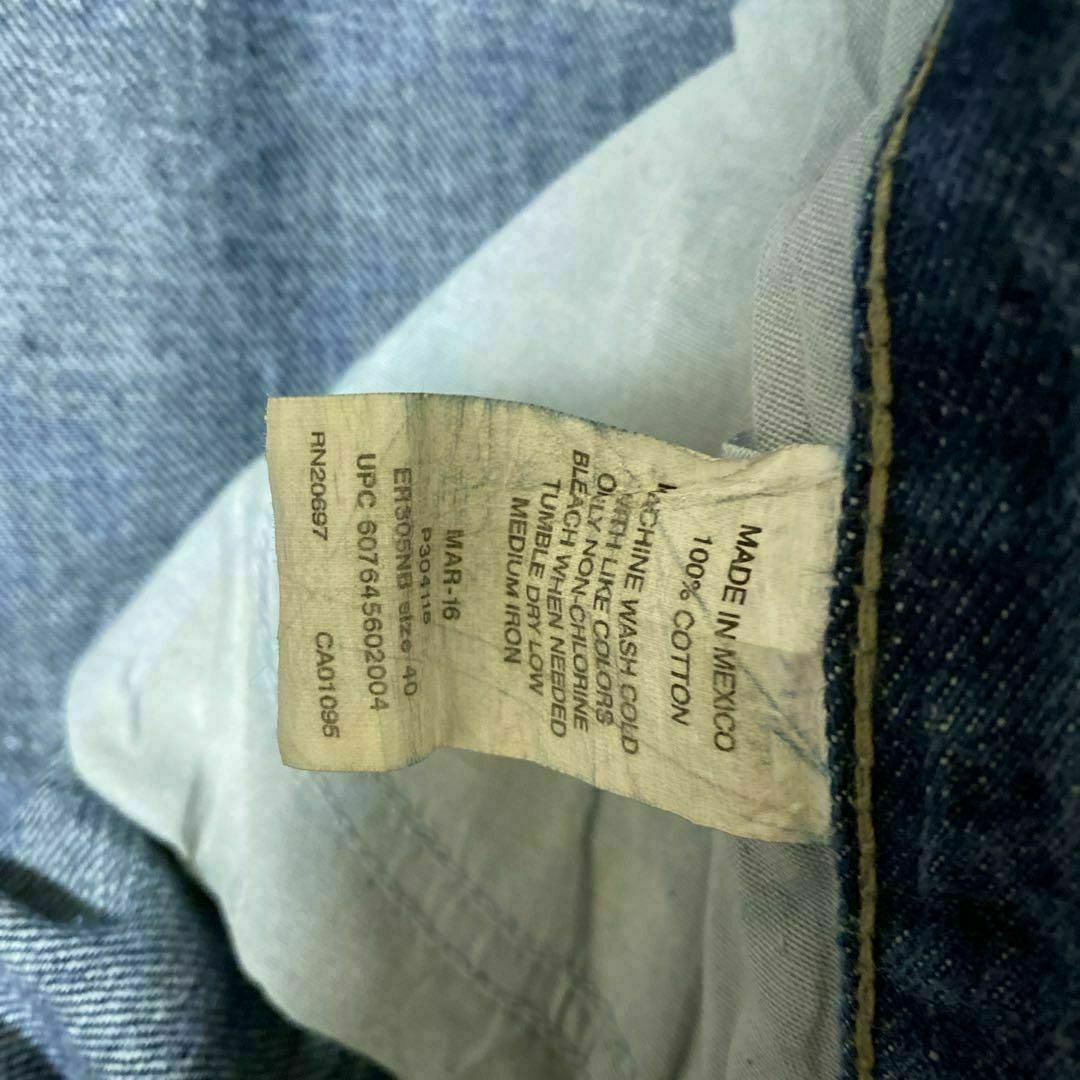 MADE IN MEXICO
100% COTTON
MACHINE WASH COLD
WITH LIKE COLORS
ONLY NON-CHLORINE
BLEACH WHEN NEEDED
TUMBLE DRY LOW
MEDIUM IRON
MAR-16
P304116
ER305NB size 40
UPC 607645602004
RN20697 CA01095